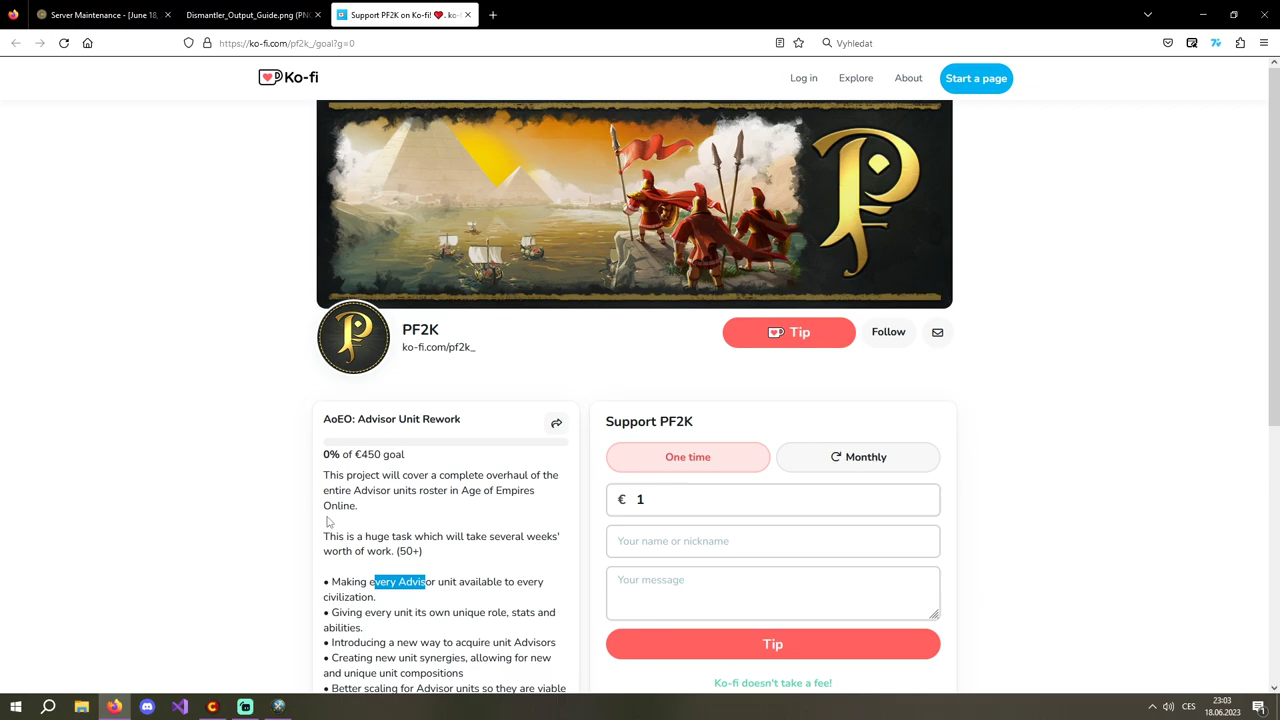 Server Maintenance - [June 18,
Dismantler_Output_Guide.png (PN
Support PF2K on Ko-fi! ❤️. ko-f
https://ko-fi.com/pf2k_/goal?g=0
Vyhledat
Ko-fi
Log in
Explore
About
Start a page
PF2K
ko-fi.com/pf2k_
Tip
Follow
AoEO: Advisor Unit Rework
0% of €450 goal
This project will cover a complete overhaul of the
entire Advisor units roster in Age of Empires
Online.
This is a huge task which will take several weeks'
worth of work. (50+)
• Making every Advisor unit available to every
civilization.
• Giving every unit its own unique role, stats and
abilities.
• Introducing a new way to acquire unit Advisors
• Creating new unit synergies, allowing for new
and unique unit compositions
• Better scaling for Advisor units so they are viable
Support PF2K
One time
Monthly
€ 1
Your name or nickname
Your message
Tip
Ko-fi doesn't take a fee!
CES
23:03
18.06.2023